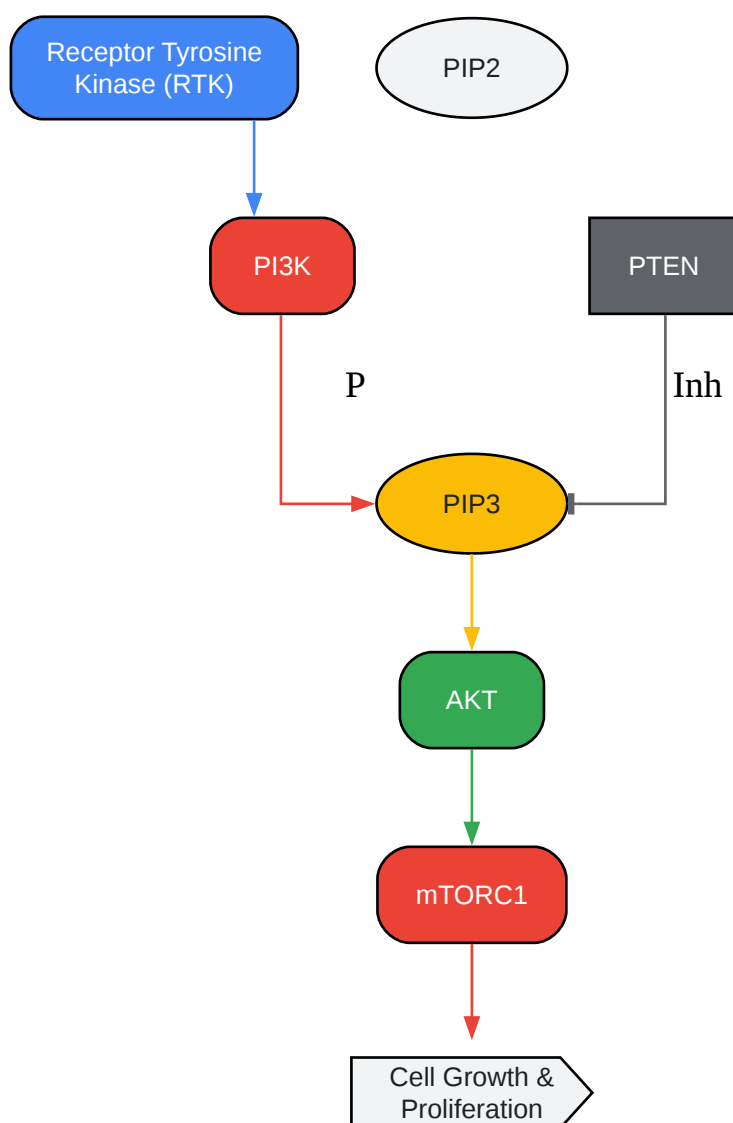 Receptor Tyrosine
Kinase (RTK)
PIP2
PI3K
PTEN
P
Inh
PIP3
AKT
mTORC1
Cell Growth &
Proliferation